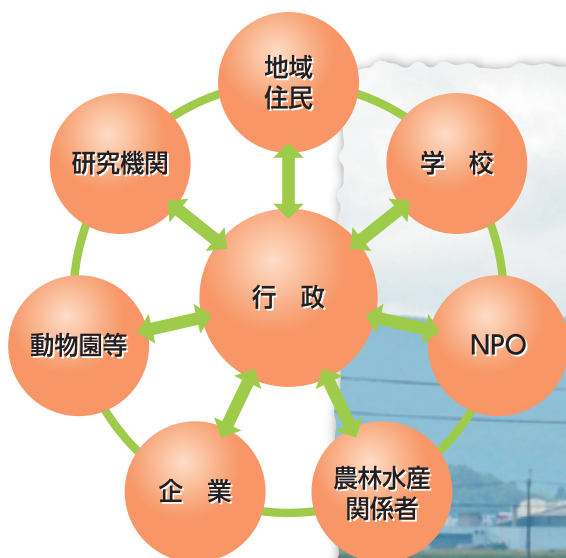 地域
住民
学　校
研究機関
行　政
動物園等
NPO
企　業
農林水産
関係者